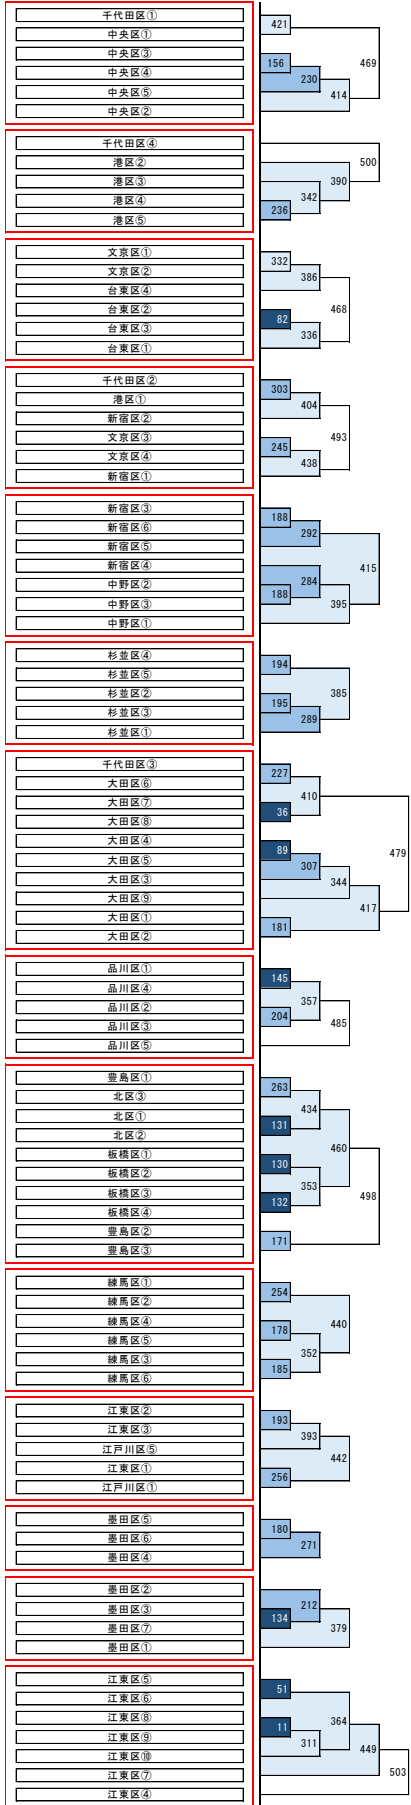 千代田区①
421
中央区①
469
中央区③
156
中央区④
230
中央区⑤
414
中央区②
千代田区④
500
港区②
390
港区③
342
港区④
236
港区⑤
文京区①
332
文京区②
386
台東区④
468
台東区②
82
台東区③
336
台東区①
千代田区②
303
港区①
404
新宿区②
493
文京区③
245
文京区④
438
新宿区①
新宿区③
188
新宿区⑥
292
新宿区⑤
415
新宿区④
284
中野区②
188
中野区③
395
中野区①
杉並区④
194
杉並区⑤
385
杉並区②
195
杉並区③
289
杉並区①
千代田区③
227
大田区⑥
410
大田区⑦
36
大田区⑧
479
大田区④
89
大田区⑤
307
大田区③
344
大田区⑨
417
大田区①
181
大田区②
品川区①
145
品川区④
357
品川区②
204
485
品川区③
品川区⑤
豊島区①
263
北区③
434
北区①
131
北区②
460
板橋区①
130
板橋区②
353
板橋区③
132
498
板橋区④
豊島区②
171
豊島区③
練馬区①
254
練馬区②
440
練馬区④
178
練馬区⑤
352
練馬区③
185
練馬区⑥
江東区②
193
江東区③
393
江戸川区⑤
442
江東区①
256
江戸川区①
墨田区⑤
180
墨田区⑥
271
墨田区④
墨田区②
212
墨田区③
134
墨田区⑦
379
墨田区①
江東区⑤
51
江東区⑥
364
江東区⑧
11
江東区⑨
311
449
江東区⑩
503
江東区⑦
江東区④